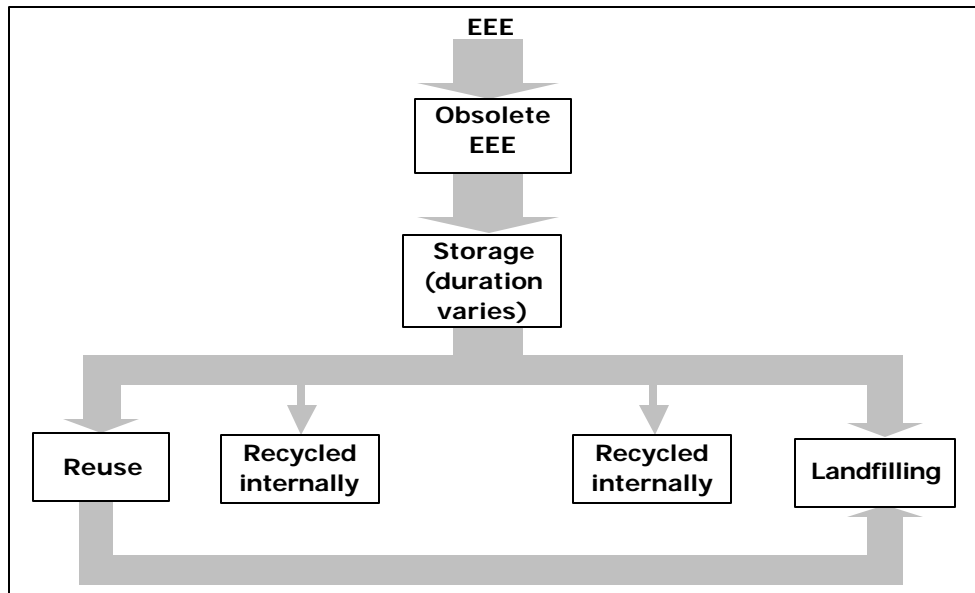 EEE
Obsolete
EEE
Storage
(duration
varies)
Reuse
Recycled
internally
Recycled
internally
Landfilling